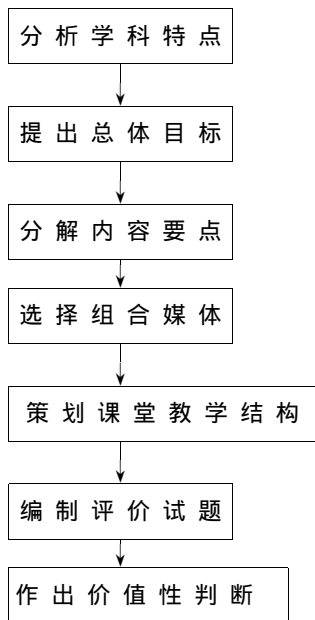 分析学科特点
提出总体目标
分解内容要点
选择组合媒体
策划课堂教学结构
编制评价试题
作出价值性判断